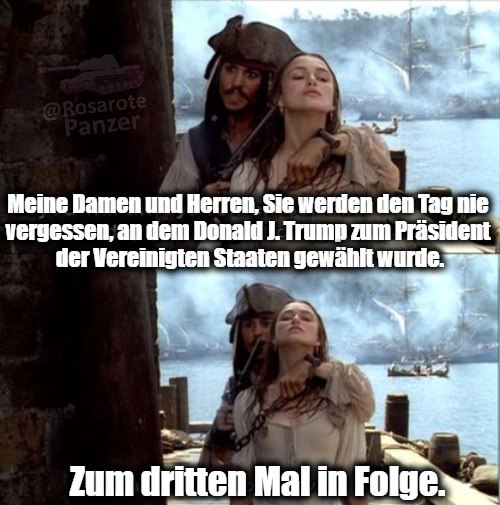 @Rosarote
Panzer
Meine Damen und Herren, Sie werden den Tag nie
vergessen, an dem Donald J. Trump zum Präsident
der Vereinigten Staaten gewählt wurde.
Zum dritten Mal in Folge.